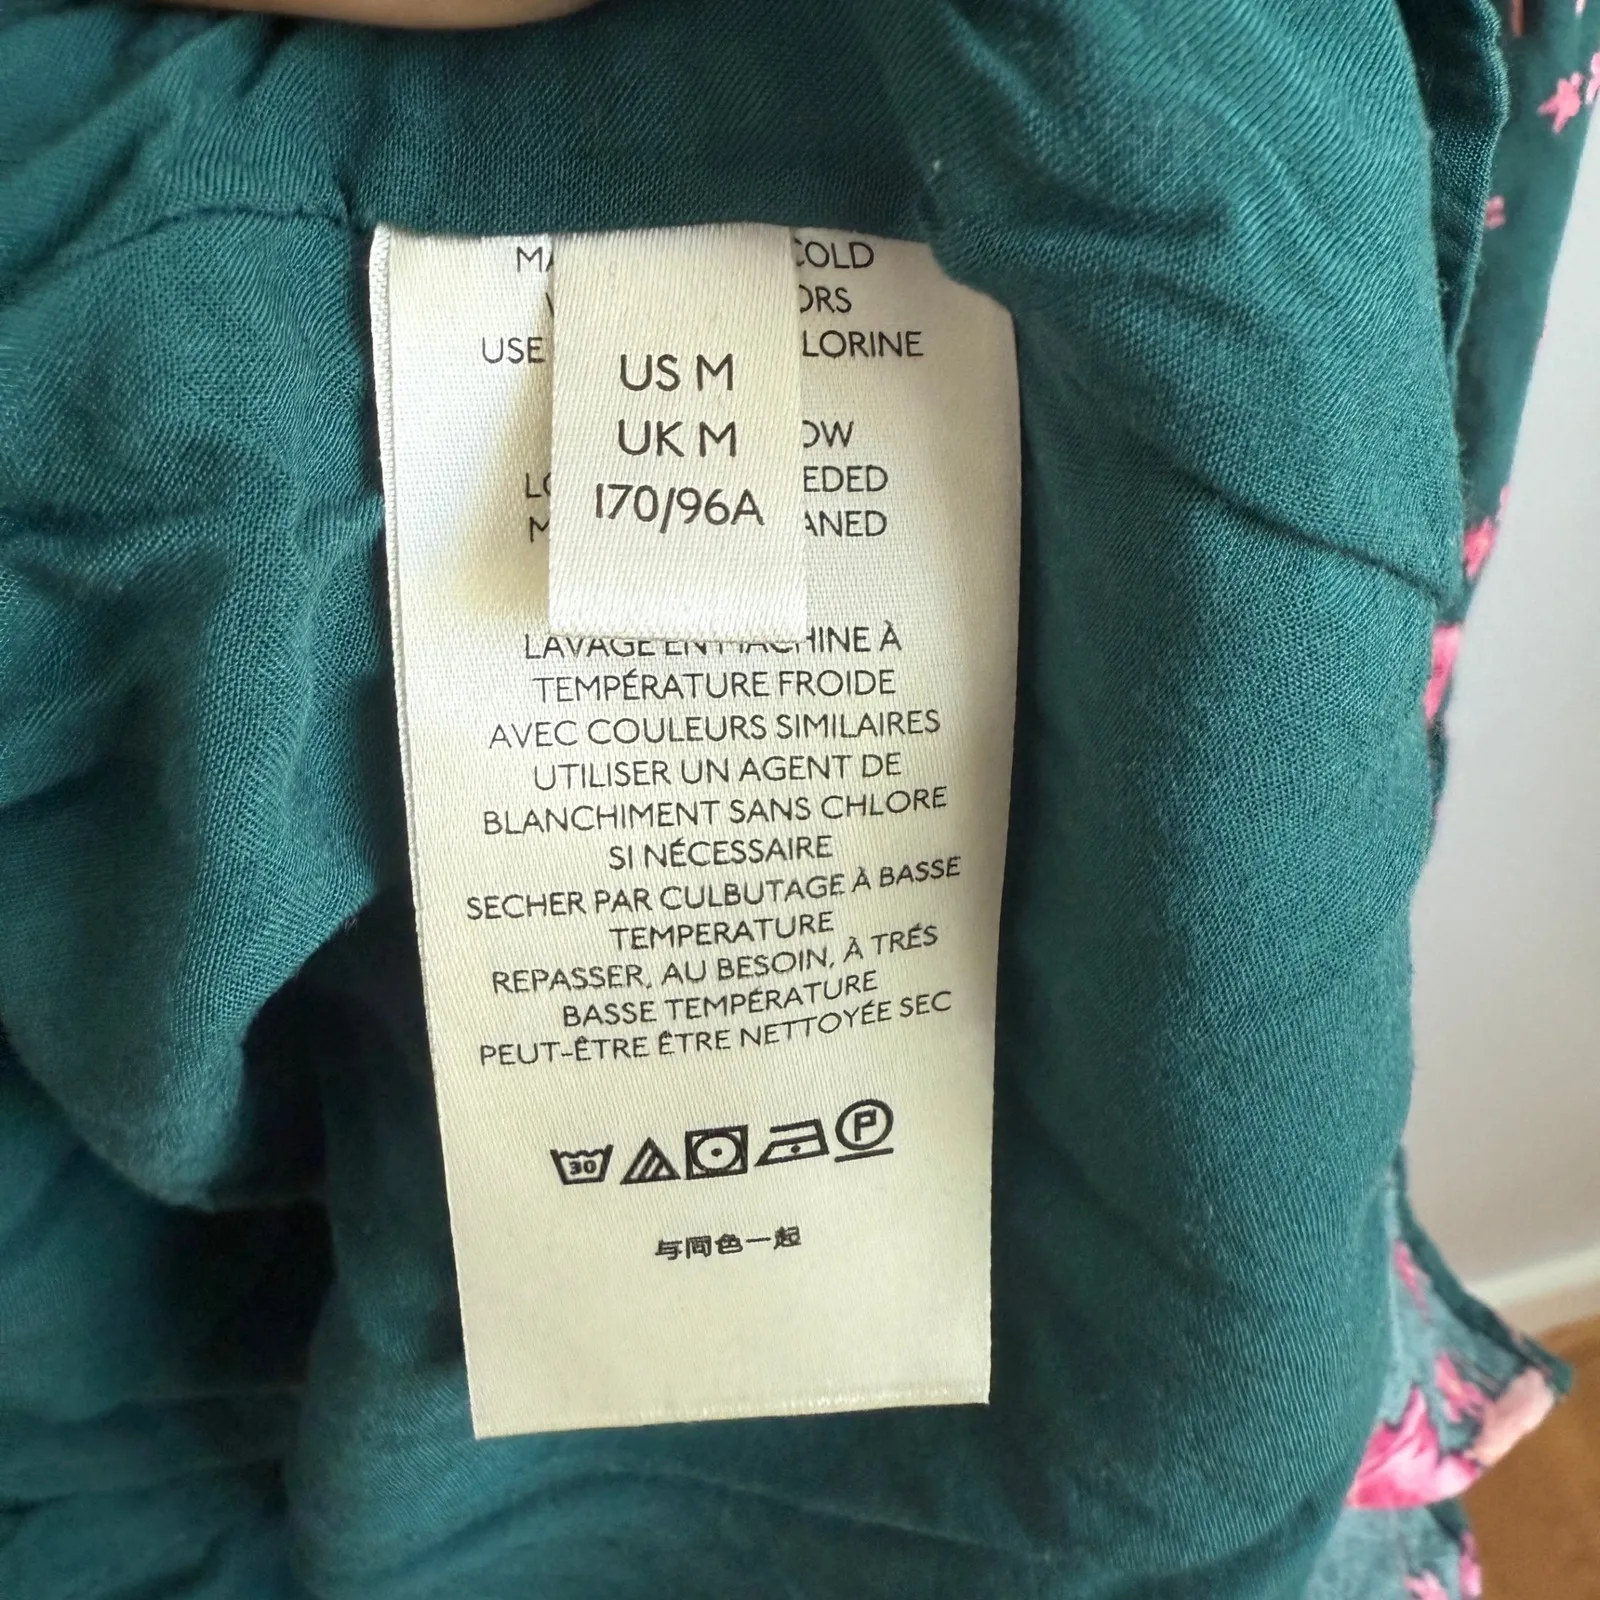 COLD
USE
US M
UK M
170/96A
LAVAGE EN MACHINE À
TEMPÉRATURE FROIDE
AVEC COULEURS SIMILAIRES
UTILISER UN AGENT DE
BLANCHIMENT SANS CHLORE
SI NÉCESSAIRE
SECHER PAR CULBUTAGE À BASSE
TEMPERATURE
REPASSER, AU BESOIN, À TRÉS
BASSE TEMPÉRATURE
PEUT-ÊTRE ÊTRE NETTOYÉE SEC
30 P
与同色一起